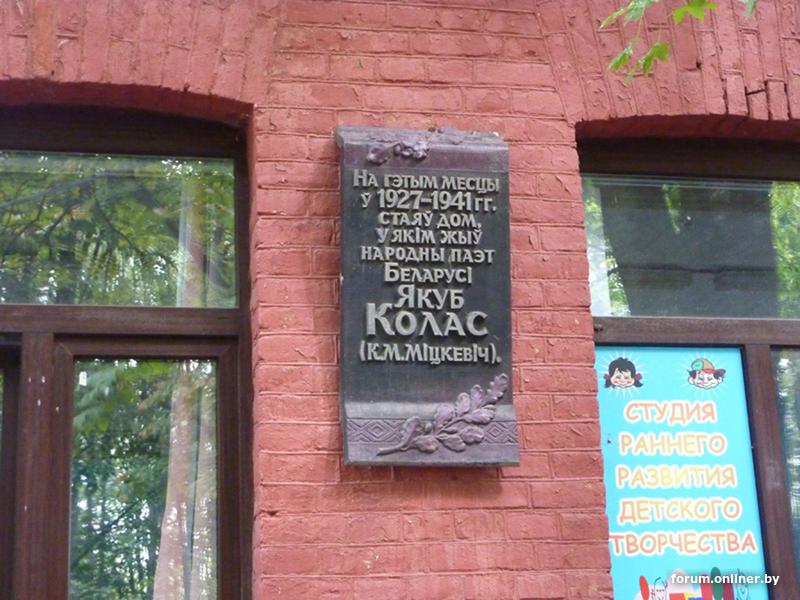 На гэтым месцы
ў 1927–1941 гг.
стаяў дом,
у якім жыў
народны паэт
Беларусі
Якуб
Колас
(К.М.Міцкевіч).
СТУДИЯ
РАННЕГО
РАЗВИТИЯ
ДЕТСКОГО
ТВОРЧЕСТВА
forum.onliner.by